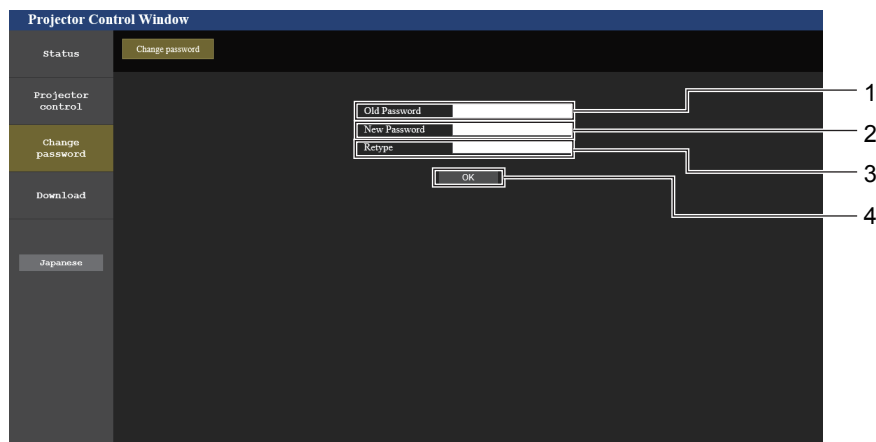 Projector Control Window
Status
Change password
Projector
control
Change
password
Download
Japanese
Old Password
New Password
Retype
OK
1
2
3
4